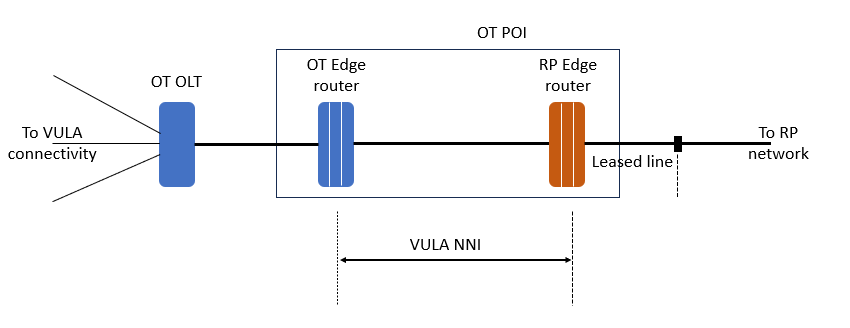 OT POI
OT Edge
router
RP Edge
router
OT OLT
To VULA
connectivity
To RP
network
Leased line
VULA NNI